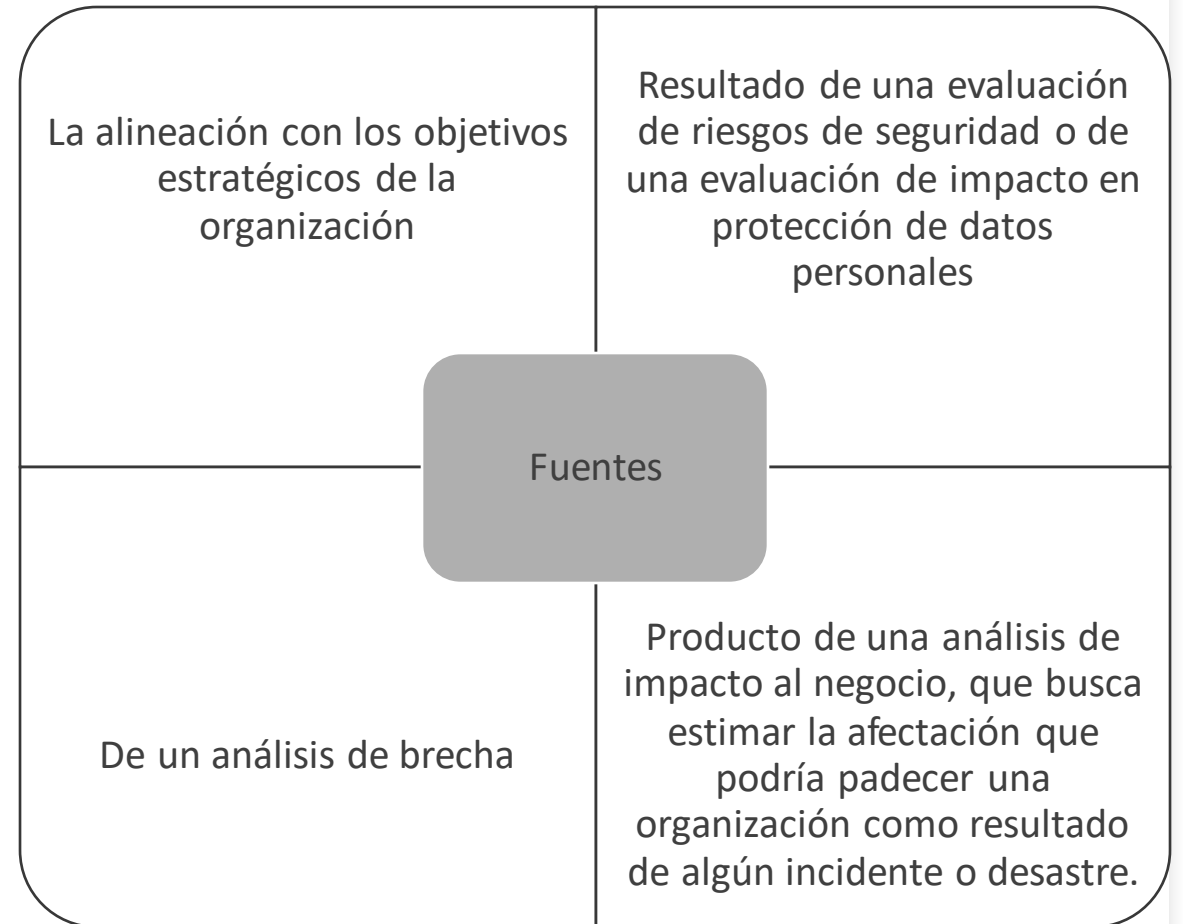 La alineación con los objetivos
estratégicos de la
organización
Resultado de una evaluación
de riesgos de seguridad o de
una evaluación de impacto en
protección de datos
personales
Fuentes
De un análisis de brecha
Producto de una análisis de
impacto al negocio, que busca
estimar la afectación que
podría padecer una
organización como resultado
de algún incidente o desastre.